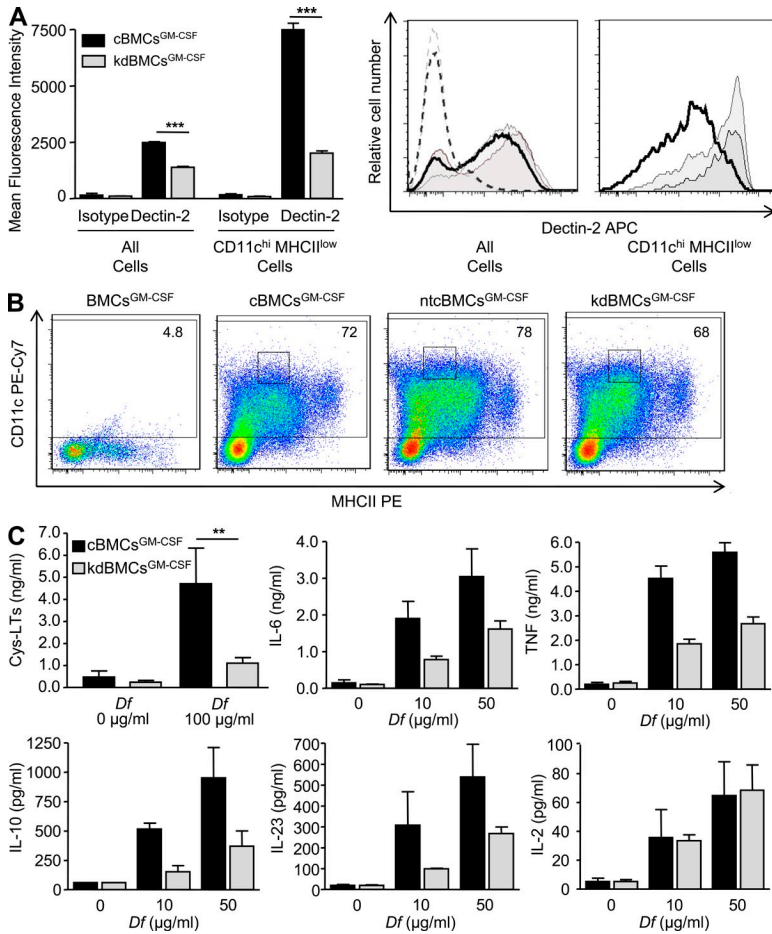 A
Mean Fluorescence Intensity
7500
5000
2500
0
cBMCsGM-CSF
kdBMCsGM-CSF
***
***
Isotype Dectin-2
All
Cells
Isotype Dectin-2
CD11chi MHCIIlow
Cells
Relative cell number
Dectin-2 APC
All
Cells
CD11chi MHCIIlow
Cells
B
BMCsGM-CSF
cBMCsGM-CSF
ntcBMCsGM-CSF
kdBMCsGM-CSF
4.8
72
78
68
CD11c PE-Cy7
MHCII PE
C
Cys-LTs (ng/ml)
7.0
6.0
5.0
4.0
3.0
2.0
1.0
0.0
cBMCsGM-CSF
kdBMCsGM-CSF
**
Df
0 µg/ml
Df
100 µg/ml
IL-6 (ng/ml)
4.0
3.0
2.0
1.0
0.0
0 10 50
Df (µg/ml)
TNF (ng/ml)
6.0
5.0
4.0
3.0
2.0
1.0
0.0
0 10 50
Df (µg/ml)
IL-10 (pg/ml)
1250
1000
750
500
250
0
0 10 50
Df (µg/ml)
IL-23 (pg/ml)
700
600
500
400
300
200
100
0
0 10 50
Df (µg/ml)
IL-2 (pg/ml)
100
80
60
40
20
0
0 10 50
Df (µg/ml)